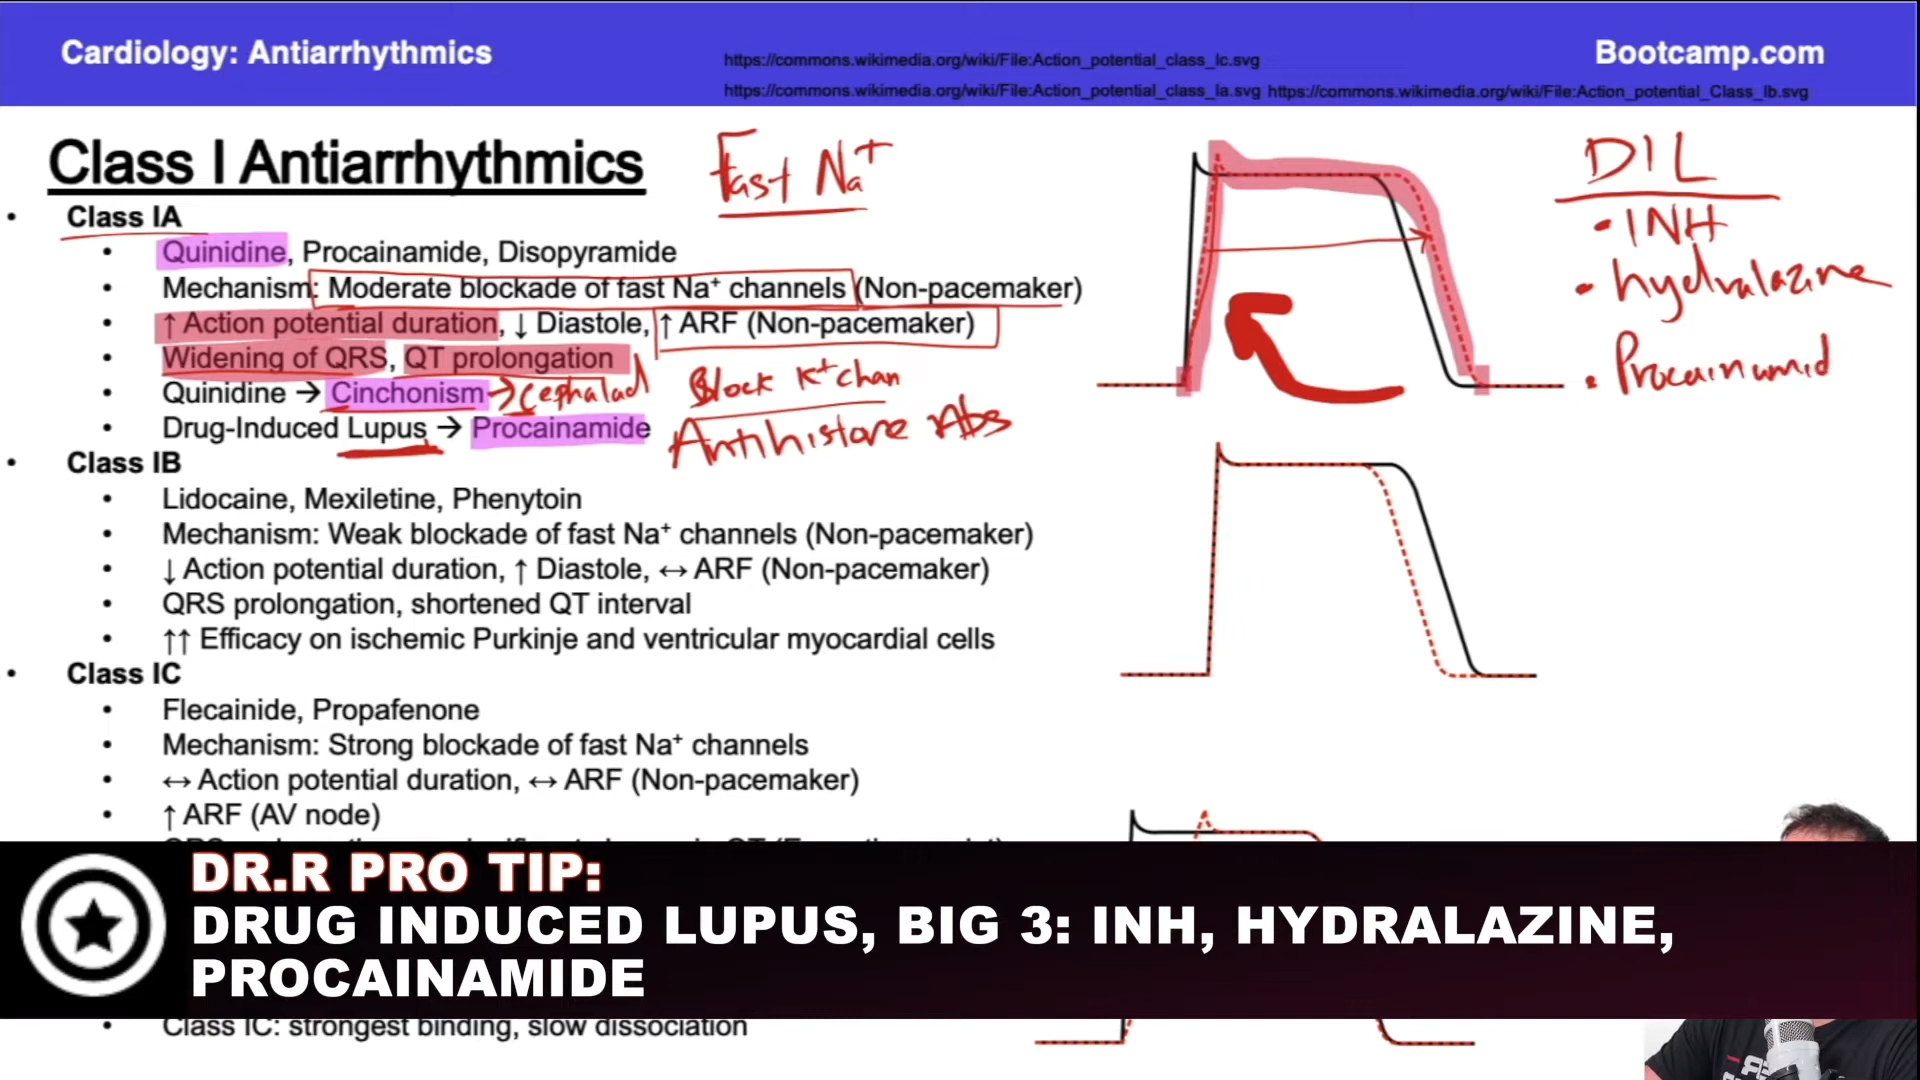 Cardiology: Antiarrhythmics
https://commons.wikimedia.org/wiki/File:Action_potential_class_Ic.svg
https://commons.wikimedia.org/wiki/File:Action_potential_class_Ia.svg https://commons.wikimedia.org/wiki/File:Action_potential_Class_Ib.svg
Bootcamp.com
Class I Antiarrhythmics
Fast Na+
• Class IA
• Quinidine, Procainamide, Disopyramide
• Mechanism: Moderate blockade of fast Na⁺ channels (Non-pacemaker)
• ↑ Action potential duration, ↓ Diastole, ↑ ARF (Non-pacemaker)
• Widening of QRS, QT prolongation
• Quinidine → Cinchonism → cephalad
Block K+ chan
• Drug-Induced Lupus → Procainamide
Antihistone Abs
• Class IB
• Lidocaine, Mexiletine, Phenytoin
• Mechanism: Weak blockade of fast Na⁺ channels (Non-pacemaker)
• ↓ Action potential duration, ↑ Diastole, ↔ ARF (Non-pacemaker)
• QRS prolongation, shortened QT interval
• ↑↑ Efficacy on ischemic Purkinje and ventricular myocardial cells
• Class IC
• Flecainide, Propafenone
• Mechanism: Strong blockade of fast Na⁺ channels
• ↔ Action potential duration, ↔ ARF (Non-pacemaker)
• ↑ ARF (AV node)
DIL
• INH
• hydralazine
• Procainamid
DR.R PRO TIP:
DRUG INDUCED LUPUS, BIG 3: INH, HYDRALAZINE,
PROCAINAMIDE
• Class IC: strongest binding, slow dissociation